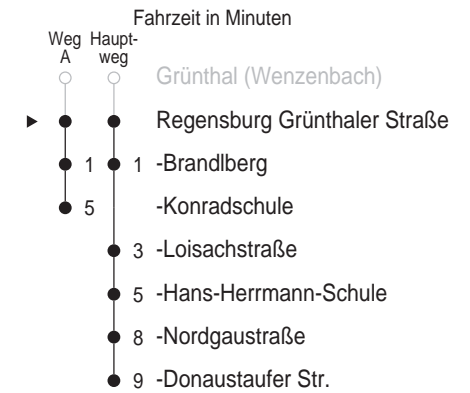 Fahrzeit in Minuten
Weg A
Haupt-weg
Grünthal (Wenzenbach)
Regensburg Grünthaler Straße
1 1 -Brandlberg
5 -Konradschule
3 -Loisachstraße
5 -Hans-Herrmann-Schule
8 -Nordgaustraße
9 -Donaustaufer Str.